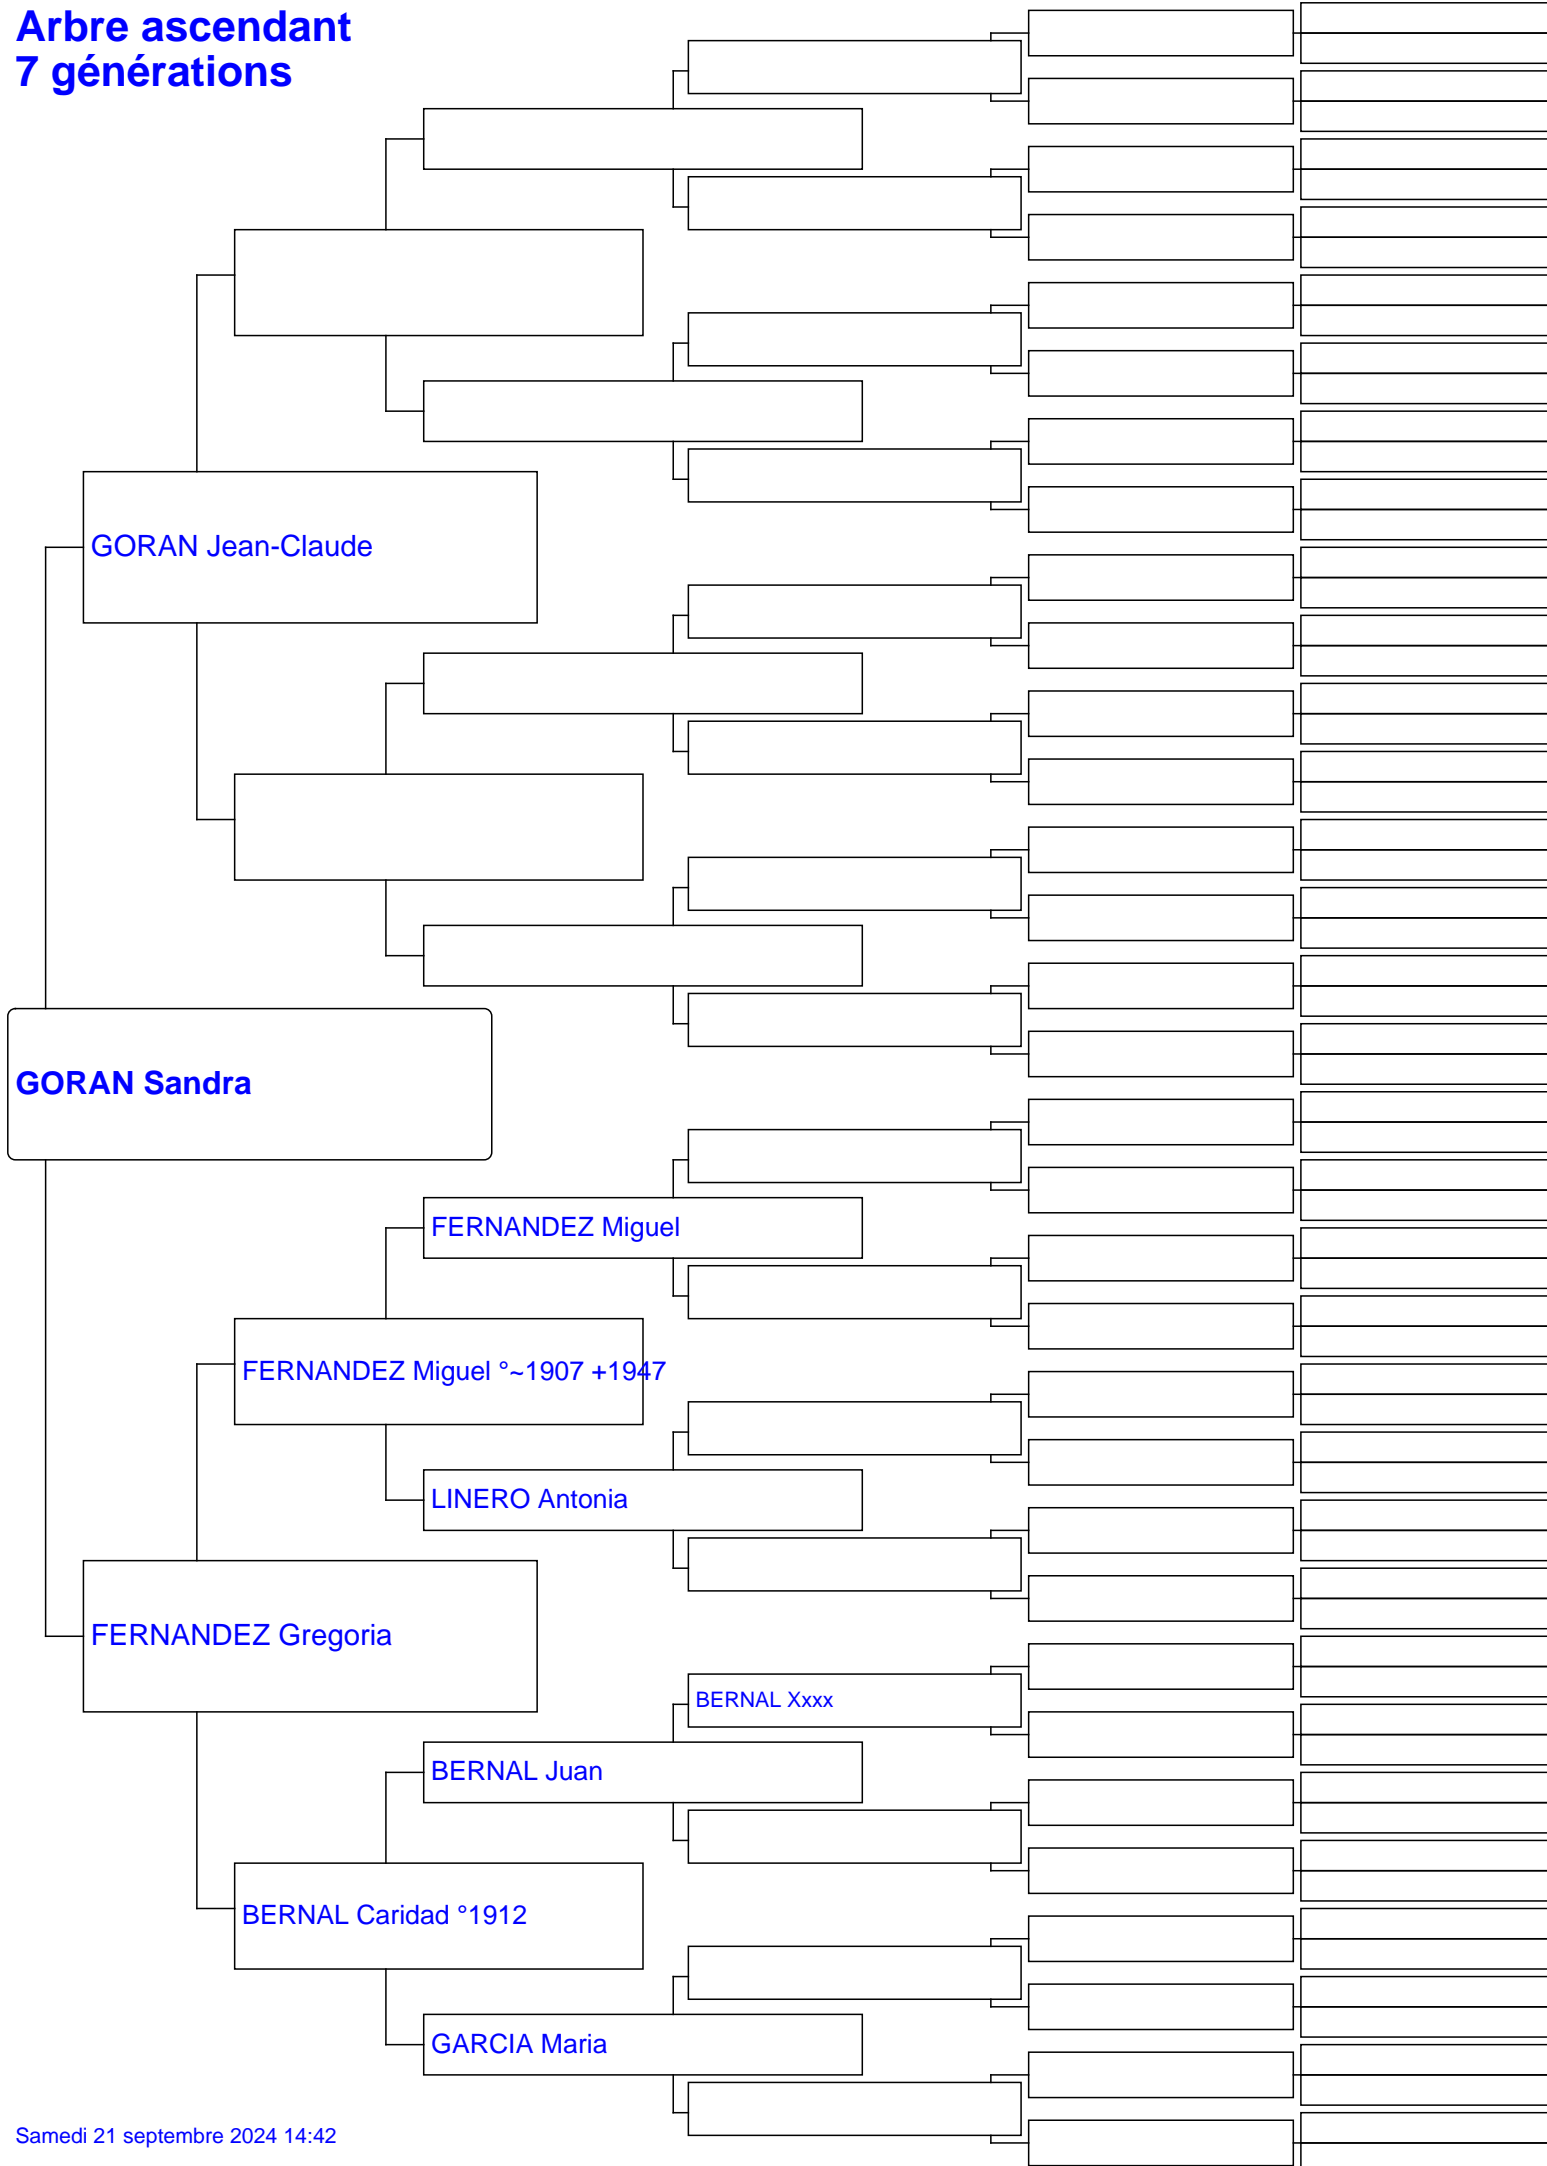 Arbre ascendant
7 générations
GORAN Jean-Claude
GORAN Sandra
FERNANDEZ Miguel
FERNANDEZ Miguel °~1907 +1947
LINERO Antonia
FERNANDEZ Gregoria
BERNAL Xxxx
BERNAL Juan
BERNAL Caridad °1912
GARCIA Maria
Samedi 21 septembre 2024 14:42